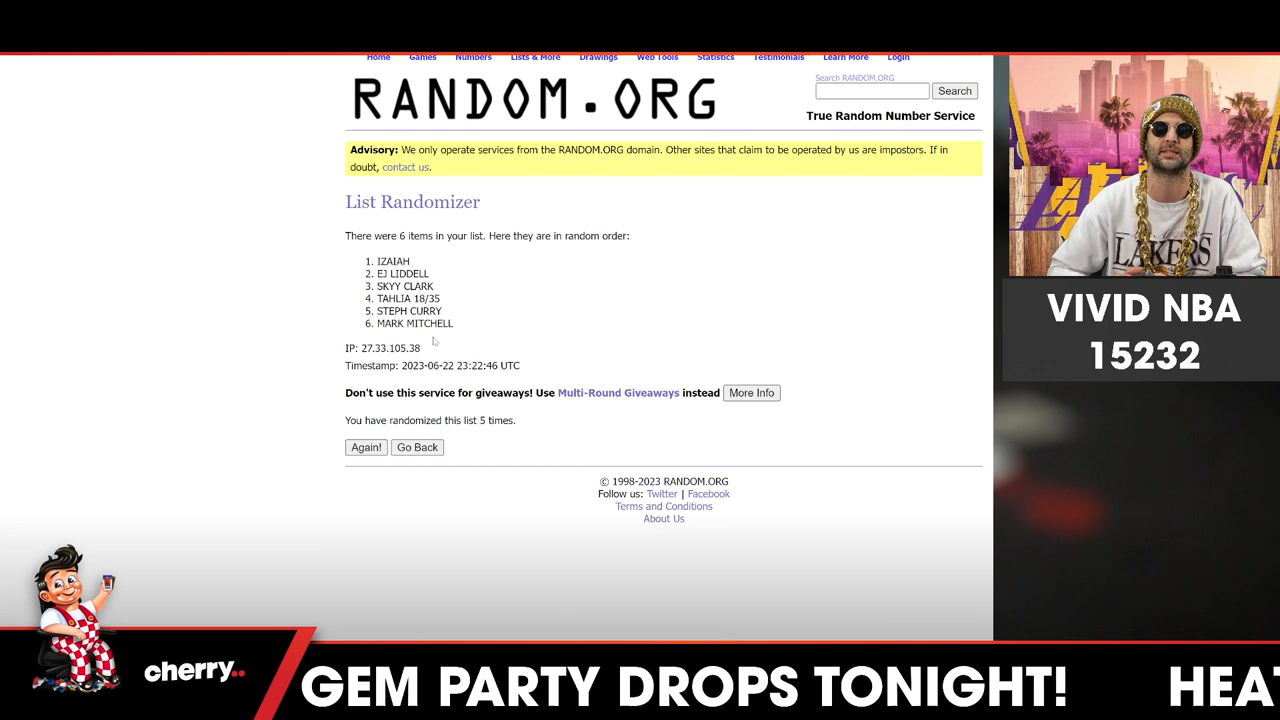 Home Games Numbers Lists & More Drawings Web Tools Statistics Testimonials Learn More Login
RANDOM.ORG
Search RANDOM.ORG
Search
True Random Number Service
Advisory: We only operate services from the RANDOM.ORG domain. Other sites that claim to be operated by us are impostors. If in
doubt, contact us.
List Randomizer
There were 6 items in your list. Here they are in random order:
1. IZAIAH
2. EJ LIDDELL
3. SKYY CLARK
4. TAHLIA 18/35
5. STEPH CURRY
6. MARK MITCHELL
IP: 27.33.105.38
Timestamp: 2023-06-22 23:22:46 UTC
Don't use this service for giveaways! Use Multi-Round Giveaways instead More Info
You have randomized this list 5 times.
Again! Go Back
© 1998-2023 RANDOM.ORG
Follow us: Twitter | Facebook
Terms and Conditions
About Us
LAKERS
VIVID NBA
15232
cherry..
GEM PARTY DROPS TONIGHT! HEAT